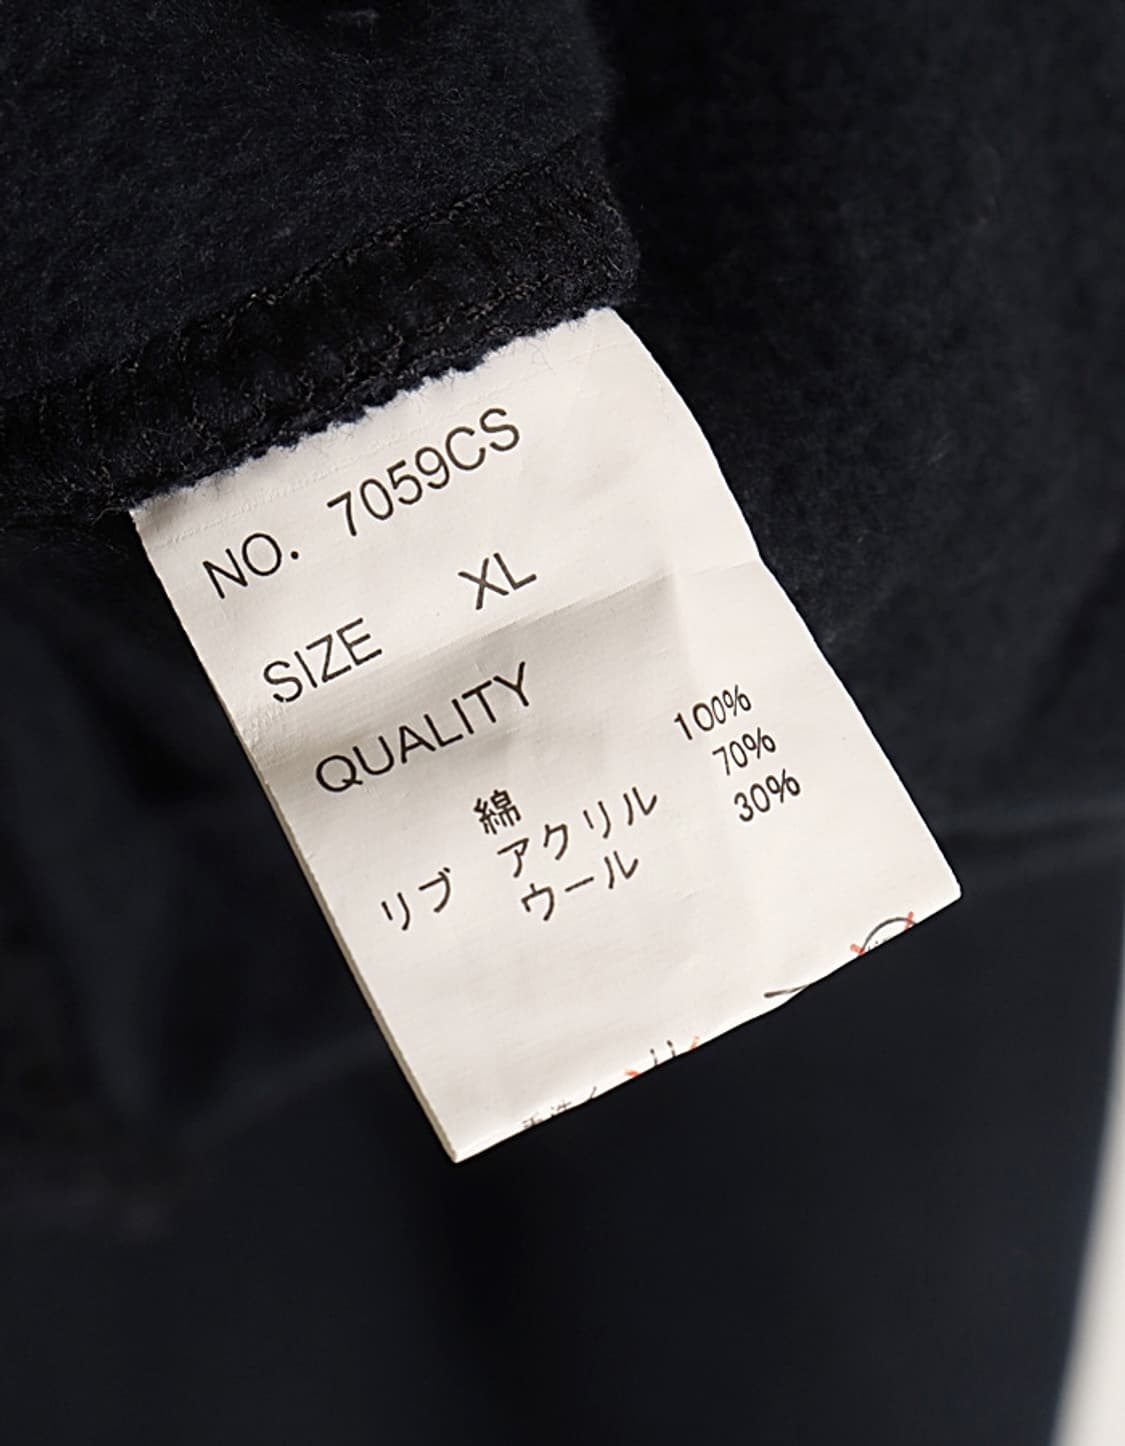 NO. 7059CS
SIZE XL
QUALITY
綿 100%
リブ アクリル 70%
ウール 30%